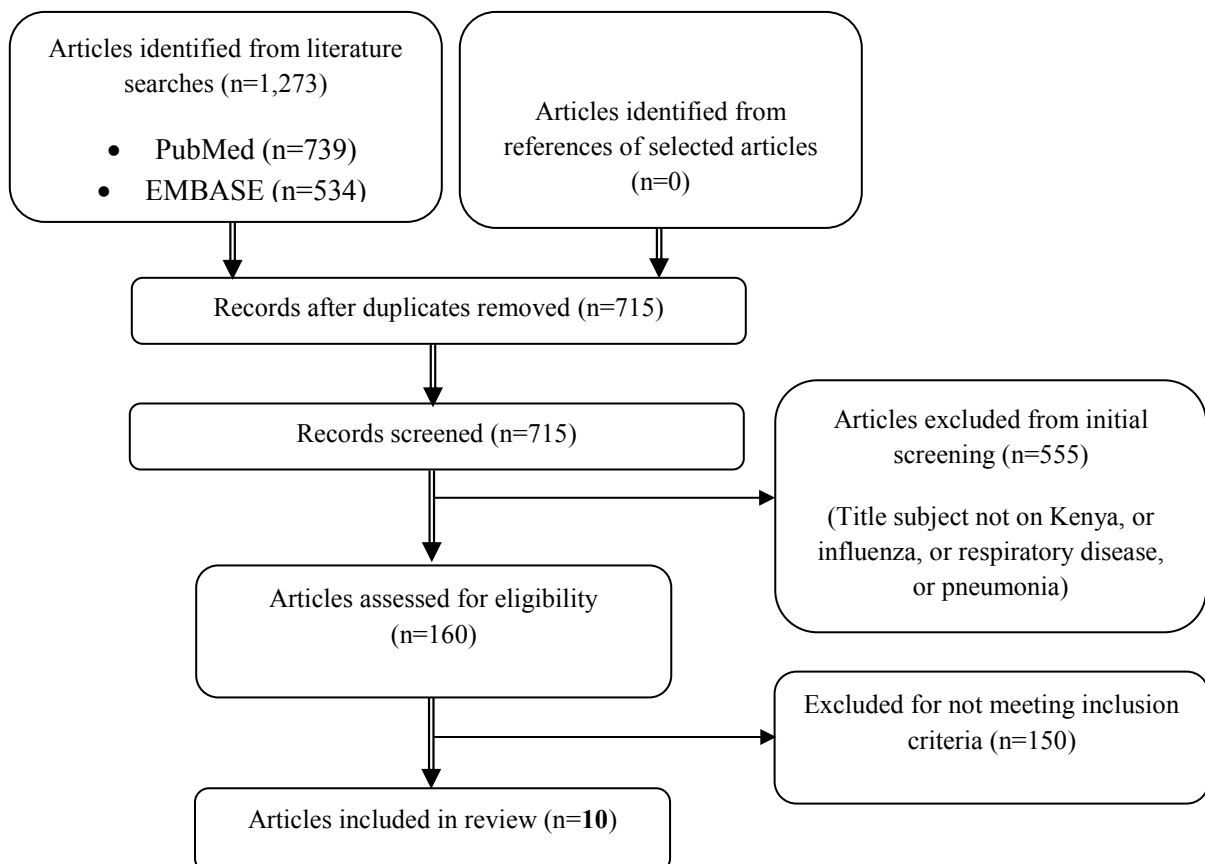 Articles identified from literature
searches (n=1,273)
• PubMed (n=739)
• EMBASE (n=534)
Articles identified from
references of selected articles
(n=0)
Records after duplicates removed (n=715)
Records screened (n=715)
Articles excluded from initial
screening (n=555)
(Title subject not on Kenya, or
influenza, or respiratory disease,
or pneumonia)
Articles assessed for eligibility
(n=160)
Excluded for not meeting inclusion
criteria (n=150)
Articles included in review (n=10)